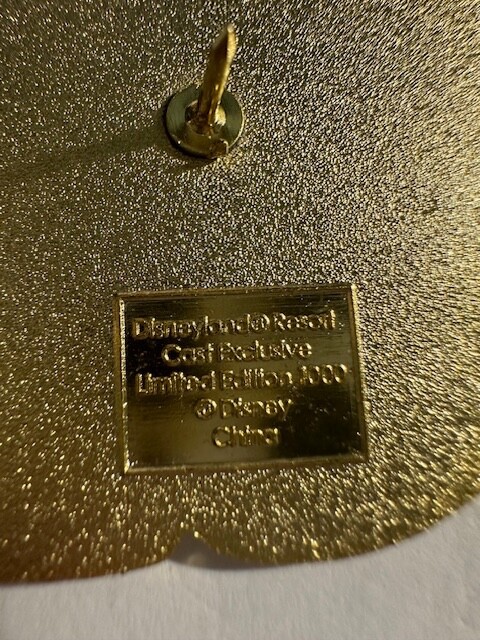 Disneyland® Resort
Cast Exclusive
Limited Edition 1000
© Disney
China